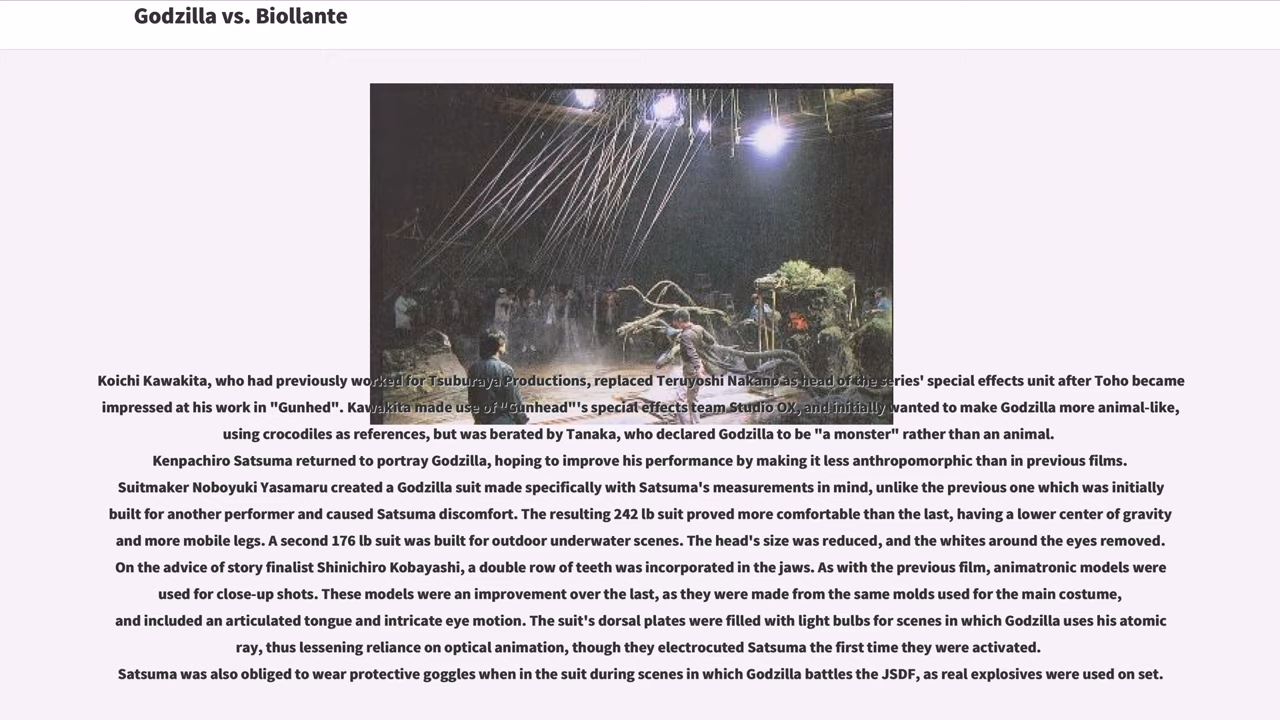 Godzilla vs. Biollante
Koichi Kawakita, who had previously worked for Tsuburaya Productions, replaced Teruyoshi Nakano as head of the series' special effects unit after Toho became
impressed at his work in "Gunhed". Kawakita made use of "Gunhead"'s special effects team Studio OX, and initially wanted to make Godzilla more animal-like,
using crocodiles as references, but was berated by Tanaka, who declared Godzilla to be "a monster" rather than an animal.
Kenpachiro Satsuma returned to portray Godzilla, hoping to improve his performance by making it less anthropomorphic than in previous films.
Suitmaker Noboyuki Yasamaru created a Godzilla suit made specifically with Satsuma's measurements in mind, unlike the previous one which was initially
built for another performer and caused Satsuma discomfort. The resulting 242 lb suit proved more comfortable than the last, having a lower center of gravity
and more mobile legs. A second 176 lb suit was built for outdoor underwater scenes. The head's size was reduced, and the whites around the eyes removed.
On the advice of story finalist Shinichiro Kobayashi, a double row of teeth was incorporated in the jaws. As with the previous film, animatronic models were
used for close-up shots. These models were an improvement over the last, as they were made from the same molds used for the main costume,
and included an articulated tongue and intricate eye motion. The suit's dorsal plates were filled with light bulbs for scenes in which Godzilla uses his atomic
ray, thus lessening reliance on optical animation, though they electrocuted Satsuma the first time they were activated.
Satsuma was also obliged to wear protective goggles when in the suit during scenes in which Godzilla battles the JSDF, as real explosives were used on set.